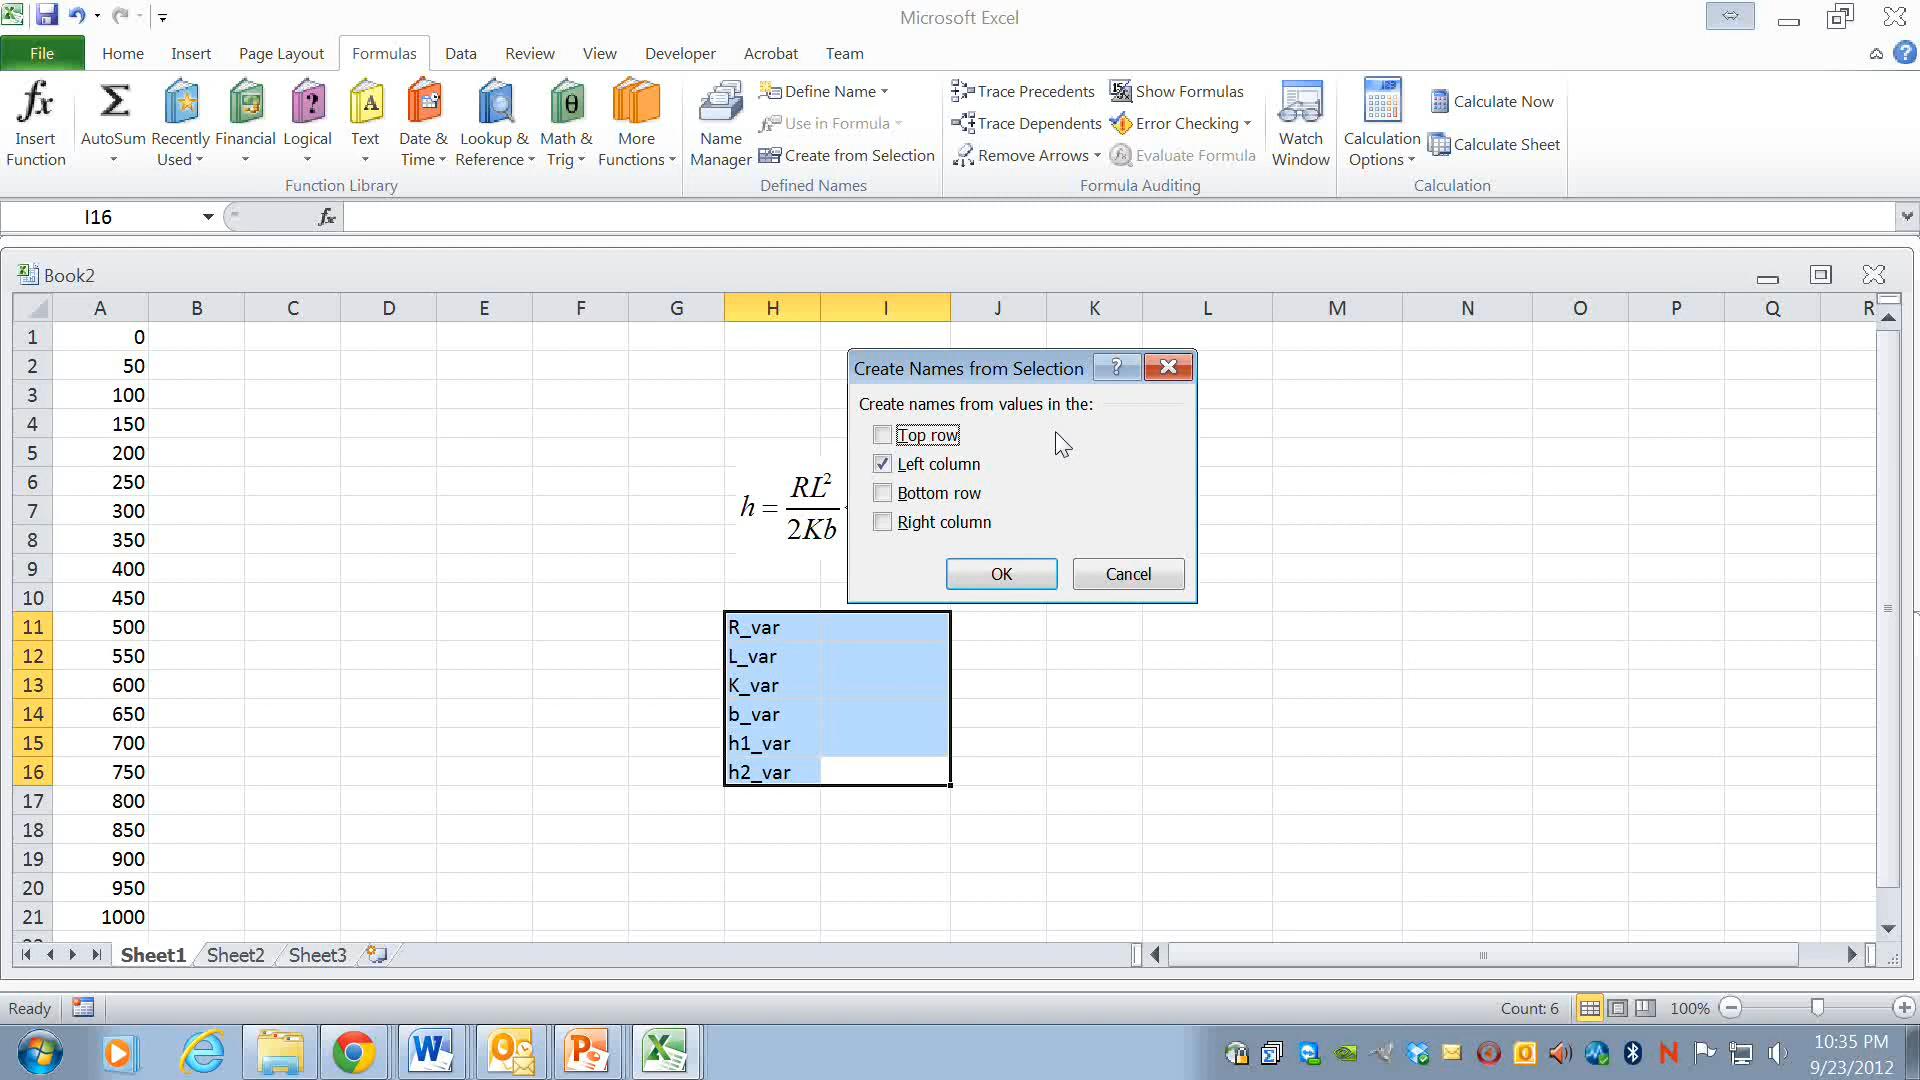 Microsoft Excel
File Home Insert Page Layout Formulas Data Review View Developer Acrobat Team
Insert Function
AutoSum
Recently Used
Financial
Logical
Text
Date & Time
Lookup & Reference
Math & Trig
More Functions
Function Library
Name Manager
Define Name
Use in Formula
Create from Selection
Defined Names
Trace Precedents
Trace Dependents
Remove Arrows
Show Formulas
Error Checking
Evaluate Formula
Formula Auditing
Watch Window
Calculation Options
Calculate Now
Calculate Sheet
Calculation
I16
fx
Book2
A B C D E F G H I J K L M N O P Q R
1 0
2 50
3 100
4 150
5 200
6 250
7 300
8 350
9 400
10 450
11 500 R_var
12 550 L_var
13 600 K_var
14 650 b_var
15 700 h1_var
16 750 h2_var
17 800
18 850
19 900
20 950
21 1000
h = RL²
2Kb
Create Names from Selection
Create names from values in the:
Top row
Left column
Bottom row
Right column
OK Cancel
Sheet1 Sheet2 Sheet3
Ready
Count: 6
100%
10:35 PM
9/23/2012